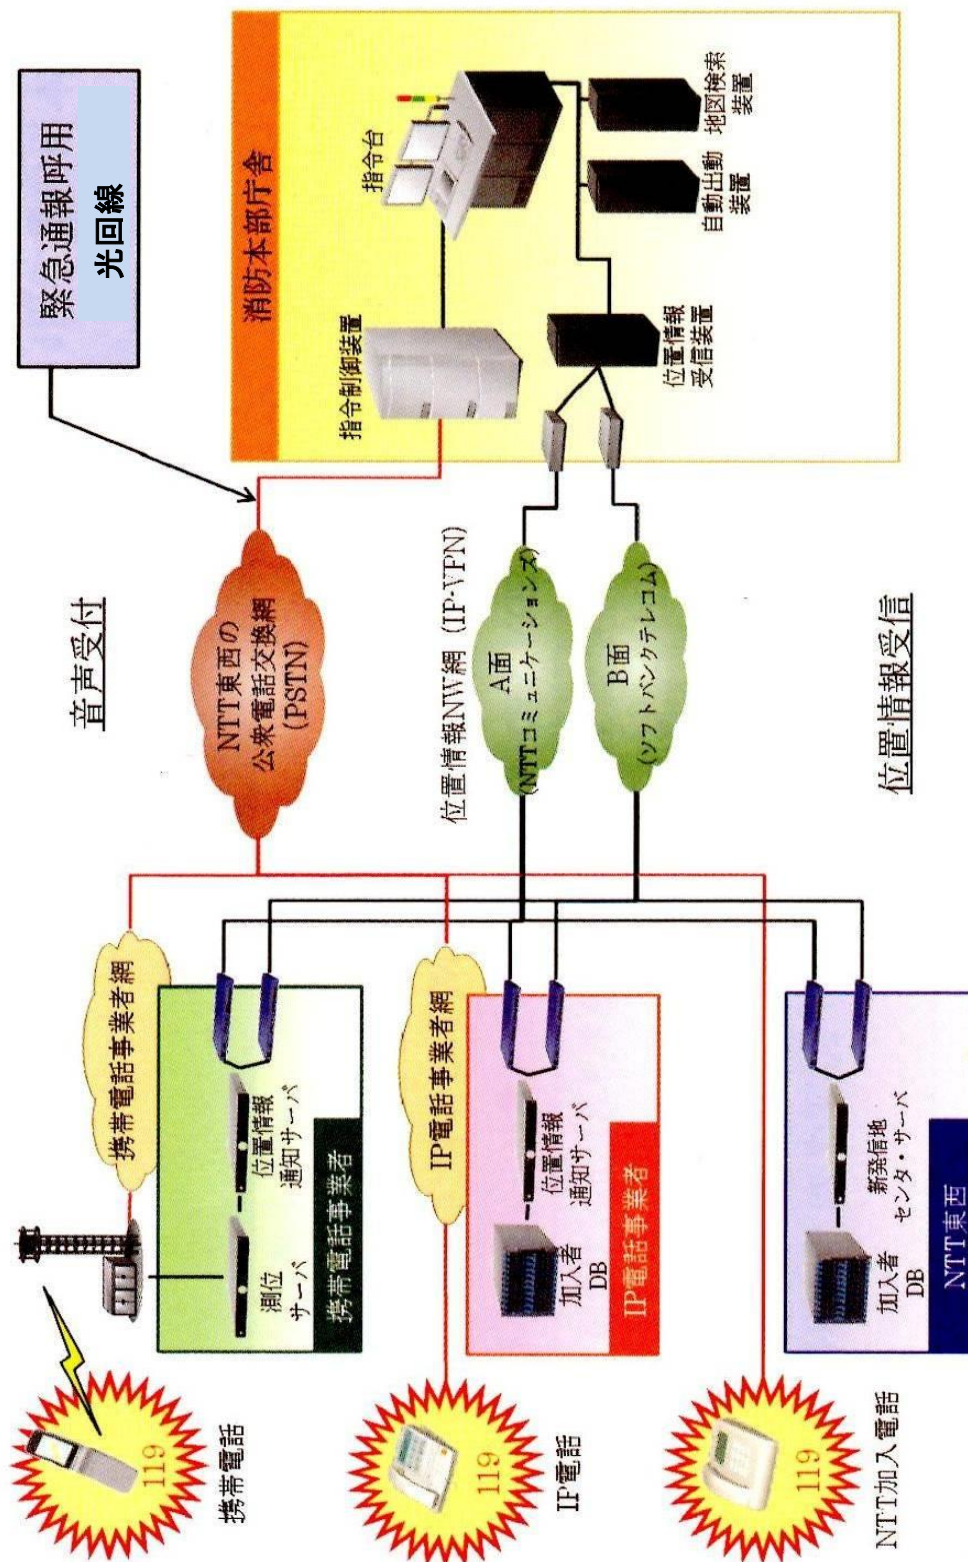 音声受付
緊急通報呼用
光回線
携帯電話
119
携帯電話事業者網
NTT東西の
公衆電話交換網
(PSTN)
測位
サーバ
位置情報
通知サーバ
携帯電話事業者
消防本部庁舎
指令制御装置
指令台
IP電話
119
IP電話事業者網
加入者
DB
位置情報
通知サーバ
IP電話事業者
位置情報NW網 (IP-VPN)
A面
(NTTコミュニケーションズ)
B面
(ソフトバンクテレコム)
位置情報
受信装置
自動出動
装置
地図検索
装置
NTT加入電話
119
加入者
DB
新発信地
センタ・サーバ
NTT東西
位置情報受信